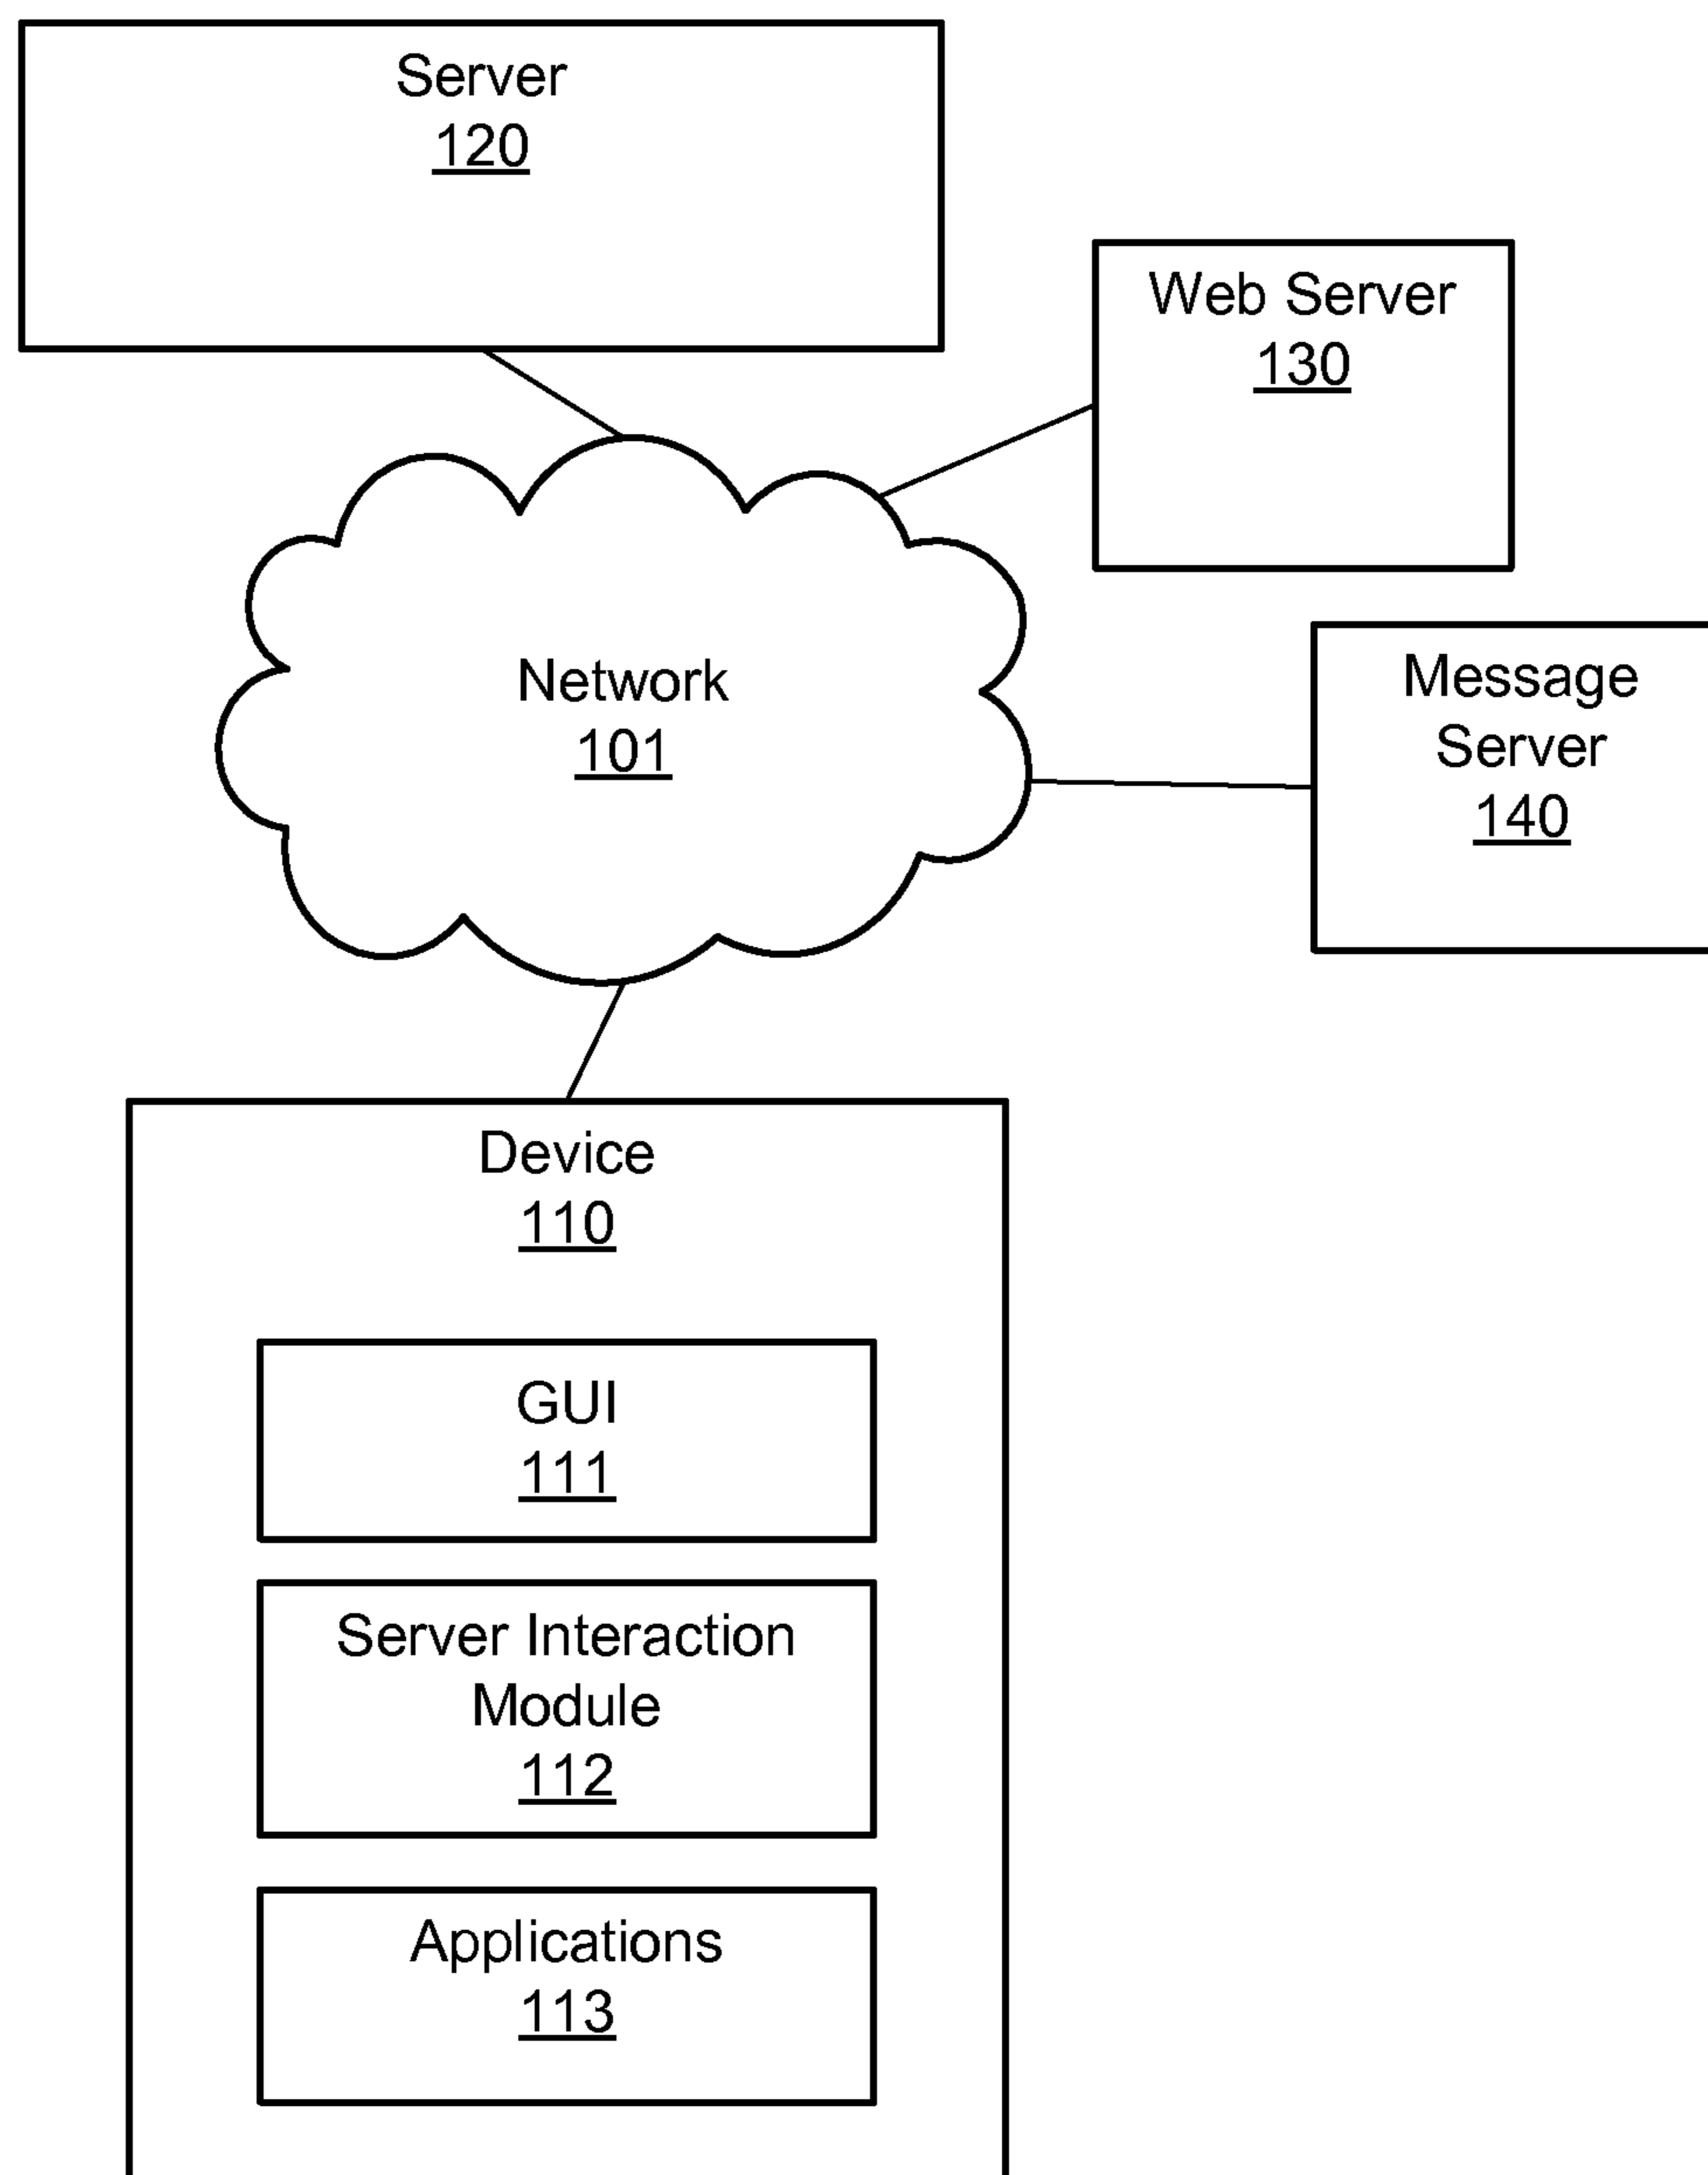 Server
120
Web Server
130
Network
101
Message
Server
140
Device
110
GUI
111
Server Interaction
Module
112
Applications
113